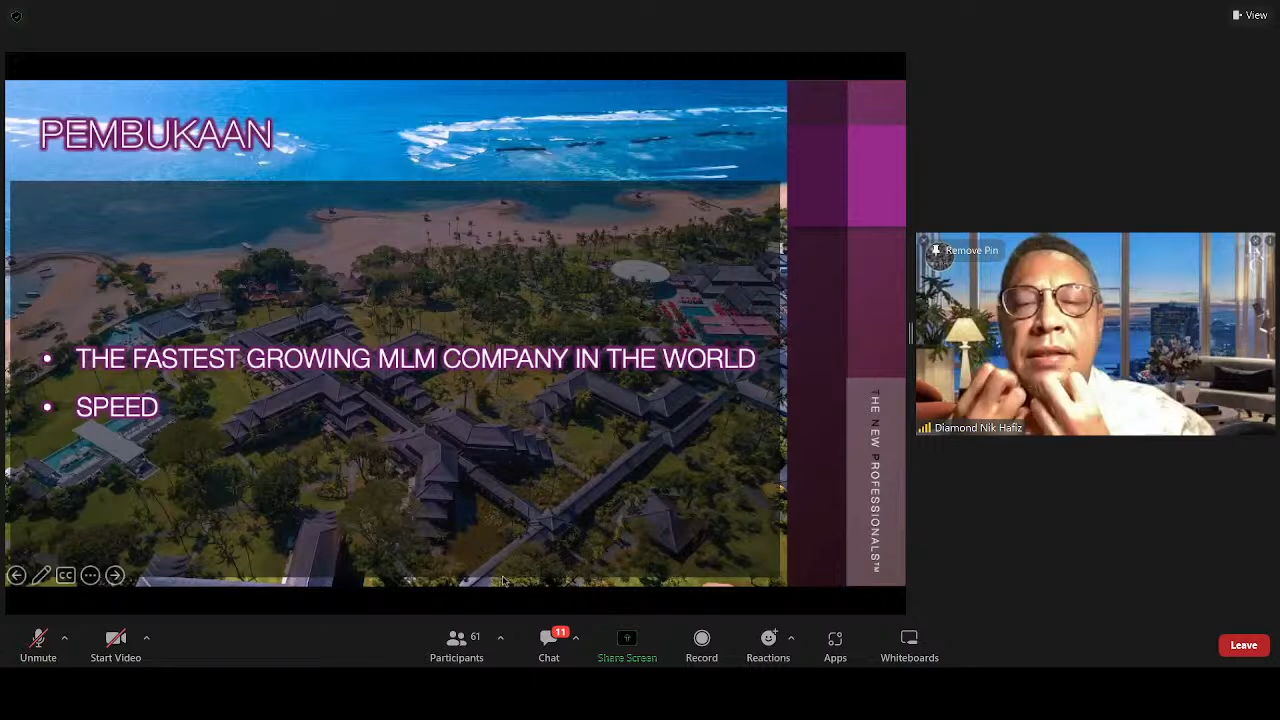 View
PEMBUKAAN
• THE FASTEST GROWING MLM COMPANY IN THE WORLD
• SPEED
THE NEW PROFESSIONALS™
CC
Remove Pin
Diamond Nik Hafiz
Unmute
Start Video
61
Participants
11
Chat
Share Screen
Record
Reactions
Apps
Whiteboards
Leave